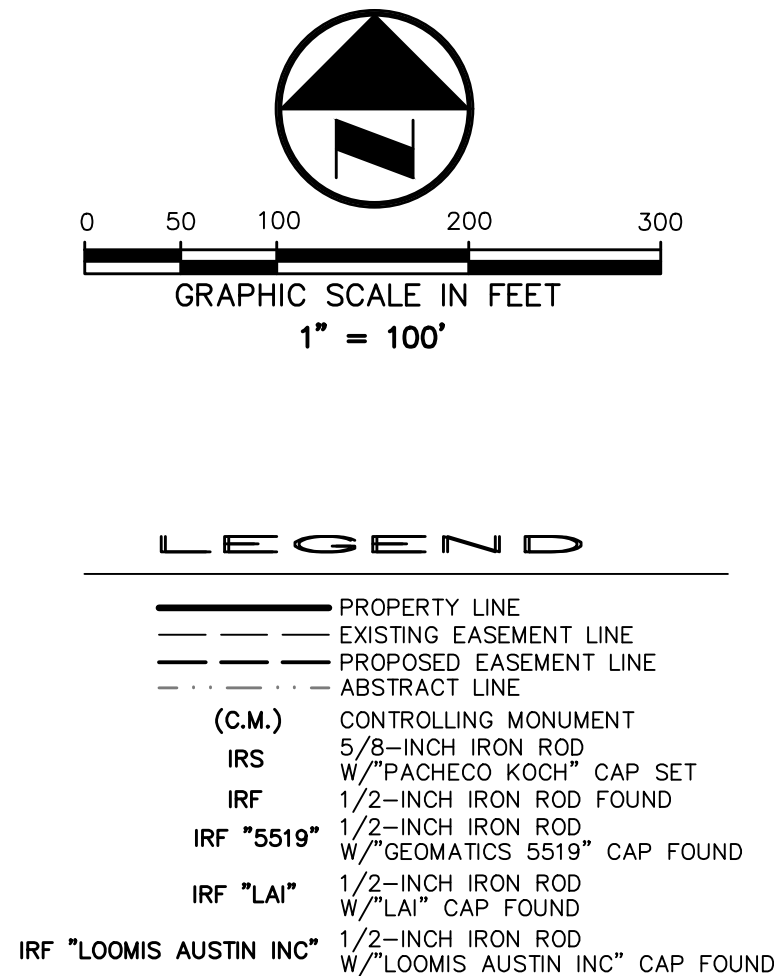 N
0 50 100 200 300
GRAPHIC SCALE IN FEET
1" = 100'
LEGEND
PROPERTY LINE
EXISTING EASEMENT LINE
PROPOSED EASEMENT LINE
ABSTRACT LINE
(C.M.) CONTROLLING MONUMENT
IRS 5/8-INCH IRON ROD
W/"PACHECO KOCH" CAP SET
IRF 1/2-INCH IRON ROD FOUND
IRF "5519" 1/2-INCH IRON ROD
W/"GEOMATICS 5519" CAP FOUND
IRF "LAI" 1/2-INCH IRON ROD
W/"LAI" CAP FOUND
IRF "LOOMIS AUSTIN INC" 1/2-INCH IRON ROD
W/"LOOMIS AUSTIN INC" CAP FOUND